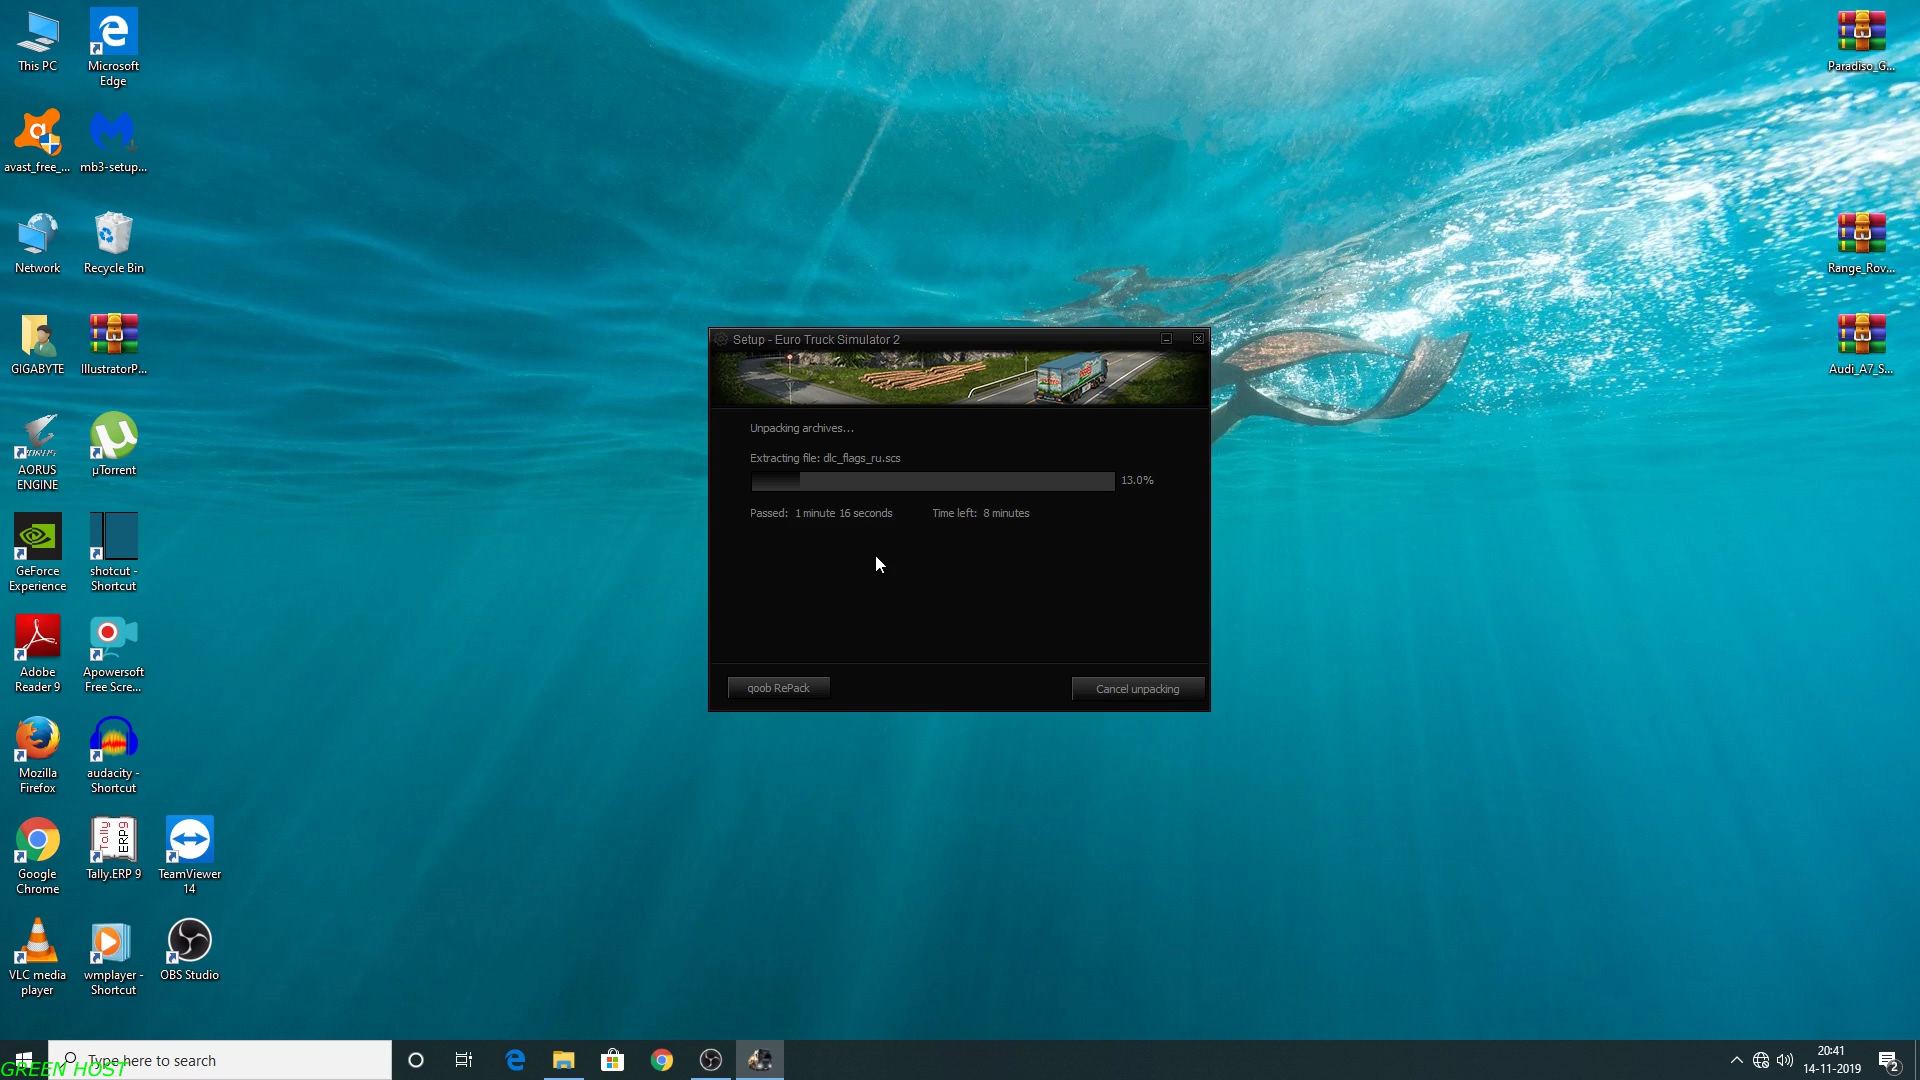 This PC
Microsoft
Edge
avast_free_...
mb3-setup...
Network
Recycle Bin
GIGABYTE
IllustratorP...
AORUS
ENGINE
µTorrent
GeForce
Experience
shotcut -
Shortcut
Adobe
Reader 9
Apowersoft
Free Scre...
Mozilla
Firefox
audacity -
Shortcut
Google
Chrome
Tally.ERP 9
TeamViewer
14
VLC media
player
wmplayer -
Shortcut
OBS Studio
Setup - Euro Truck Simulator 2
Unpacking archives...
Extracting file: dlc_flags_ru.scs
13.0%
Passed: 1 minute 16 seconds
Time left: 8 minutes
qoob RePack
Cancel unpacking
Paradiso_G...
Range_Rov...
Audi_A7_S...
Type here to search
GREEN HOST
20:41
14-11-2019
2